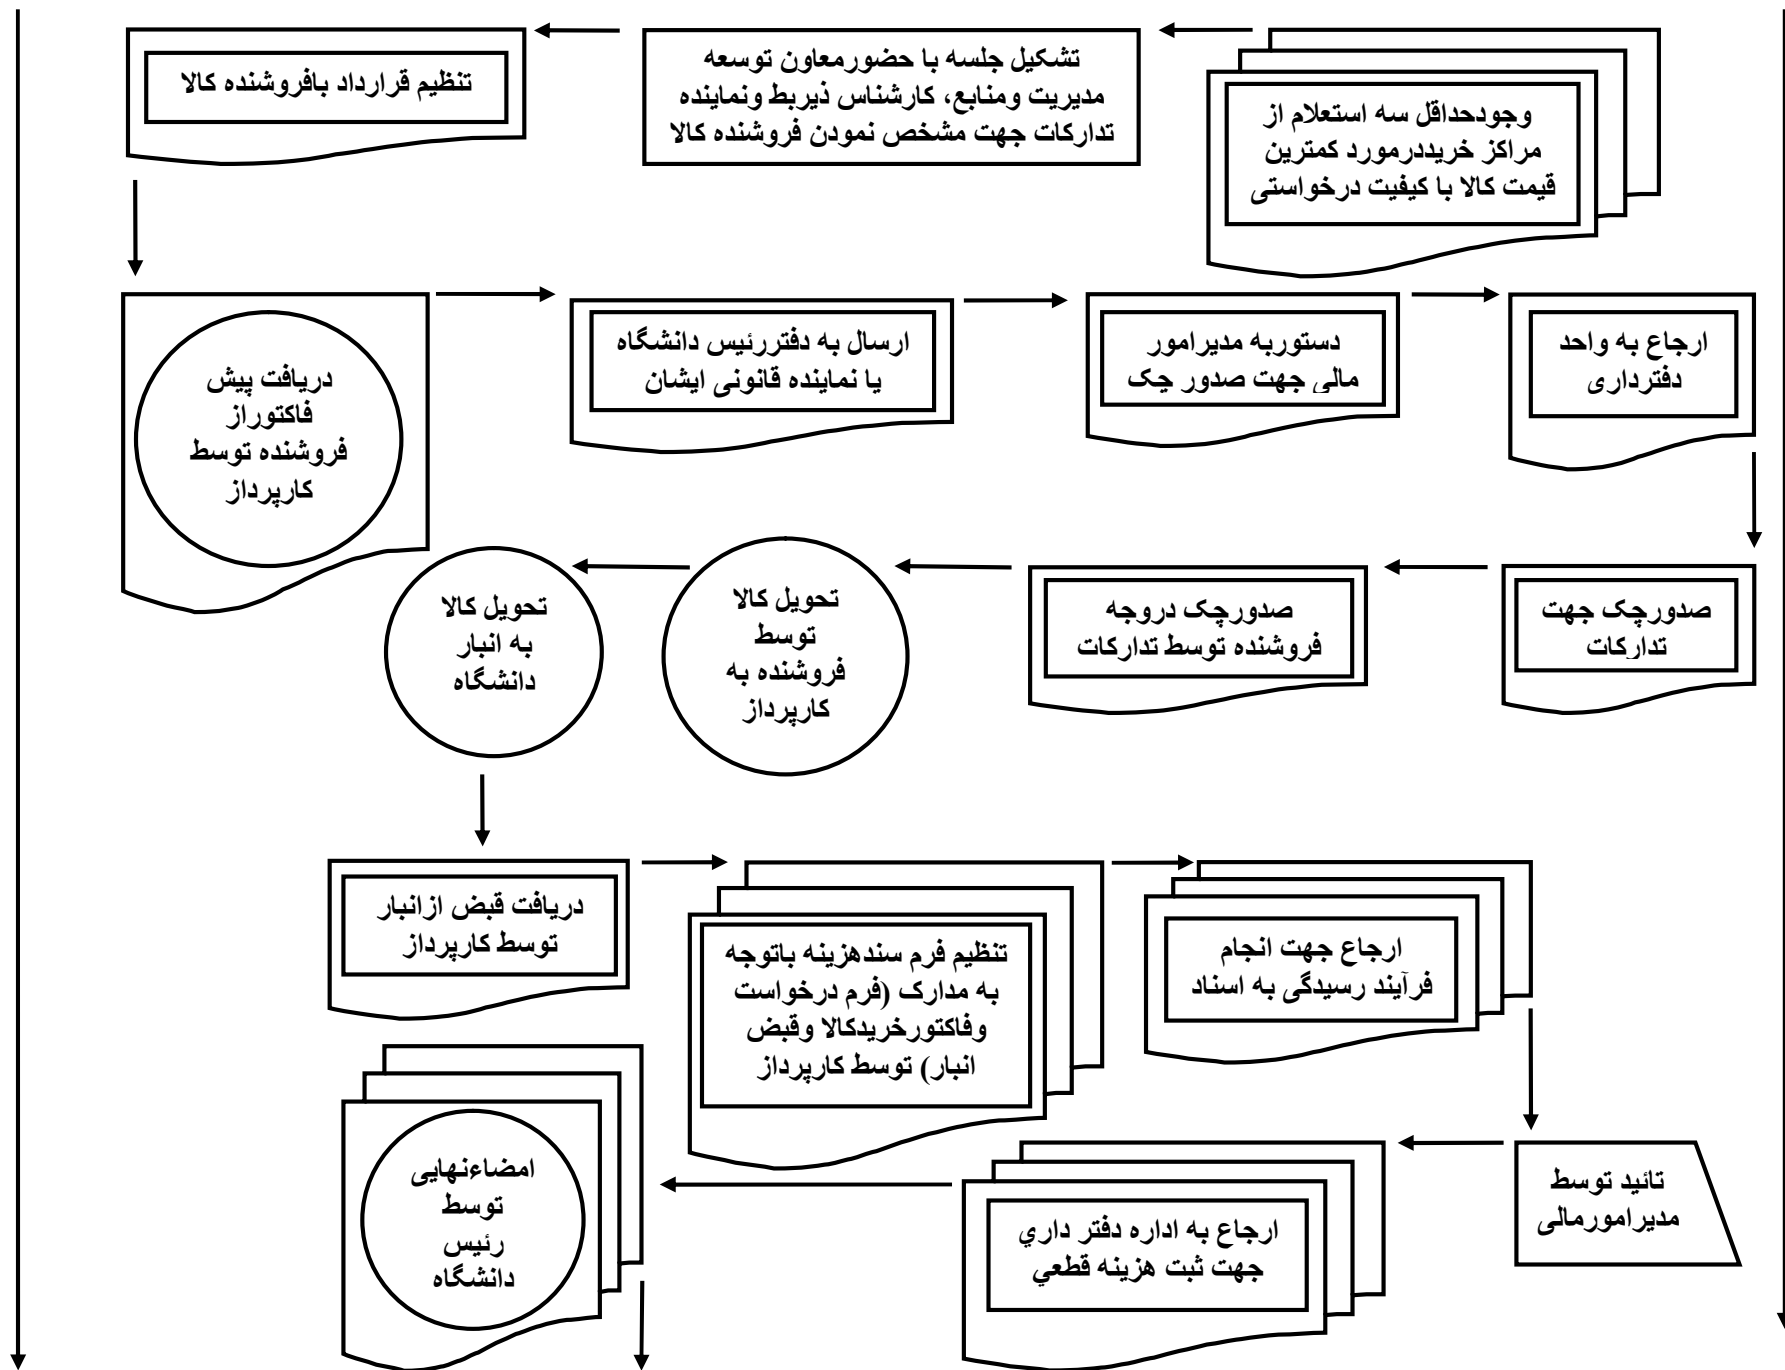 وجودحداقل سه استعلام از
مراکز خریددرمورد کمترین
قیمت کالا با کیفیت درخواستی
تشکیل جلسه با حضورمعاون توسعه
مدیریت ومنابع، کارشناس ذیربط ونماینده
تدارکات جهت مشخص نمودن فروشنده کالا
تنظیم قرارداد بافروشنده کالا
دریافت پیش
فاکتوراز
فروشنده توسط
کارپرداز
ارسال به دفتررئیس دانشگاه
یا نماینده قانونی ایشان
دستوربه مدیرامور
مالی جهت صدور چک
ارجاع به واحد
دفترداری
صدورچک جهت
تدارکات
صدورچک دروجه
فروشنده توسط تدارکات
تحویل کالا
توسط
فروشنده به
کارپرداز
تحویل کالا
به انبار
دانشگاه
دریافت قبض ازانبار
توسط کارپرداز
تنظیم فرم سندهزینه باتوجه
به مدارک (فرم درخواست
وفاکتورخریدکالا وقبض
انبار) توسط کارپرداز
ارجاع جهت انجام
فرآیند رسیدگی به اسناد
تائید توسط
مدیرامورمالی
ارجاع به اداره دفتر داري
جهت ثبت هزینه قطعي
امضاءنهایی
توسط
رئیس
دانشگاه